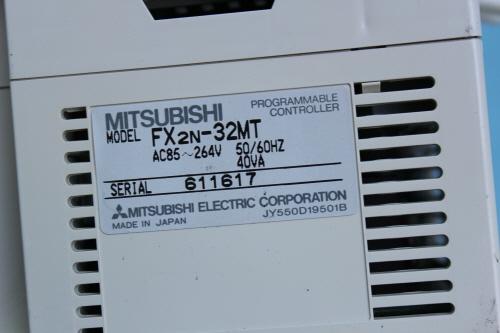 MITSUBISHI PROGRAMMABLE CONTROLLER
MODEL FX2N-32MT
AC85~264V 50/60HZ
40VA
SERIAL 611617
MITSUBISHI ELECTRIC CORPORATION
MADE IN JAPAN JY550D19501B